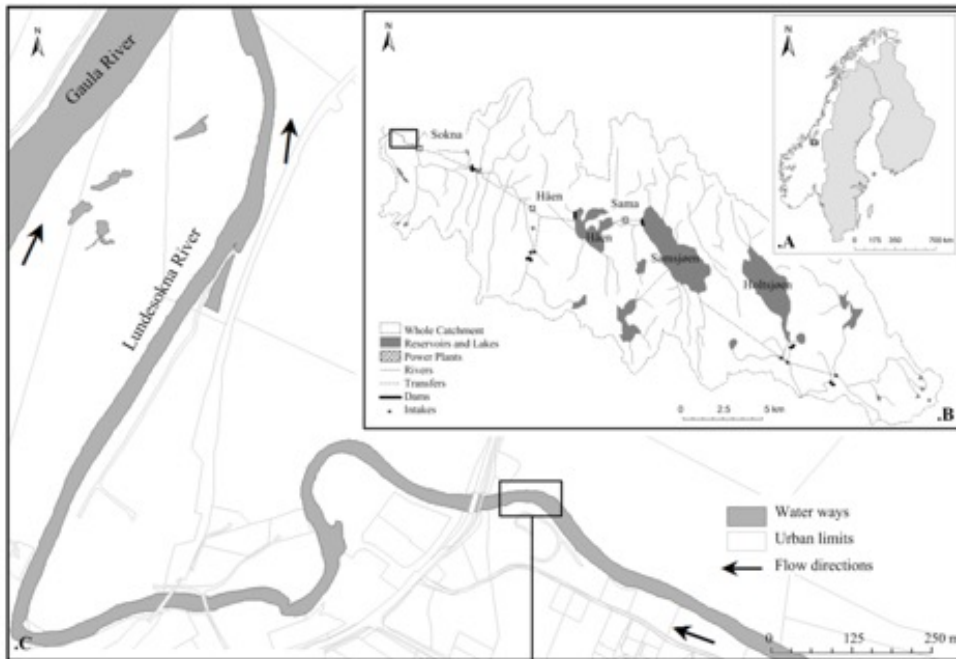 N
Gaula River
Lundesokna River
.C
N
Sokna
Håen
Sama
Håen
Samsjøen
Holtsjøen
Whole Catchment
Reservoirs and Lakes
Power Plants
Rivers
Transfers
Dams
Intakes
0 2.5 5 km
.B
N
.A
0 175 350 700 km
Water ways
Urban limits
Flow directions
0 125 250 m